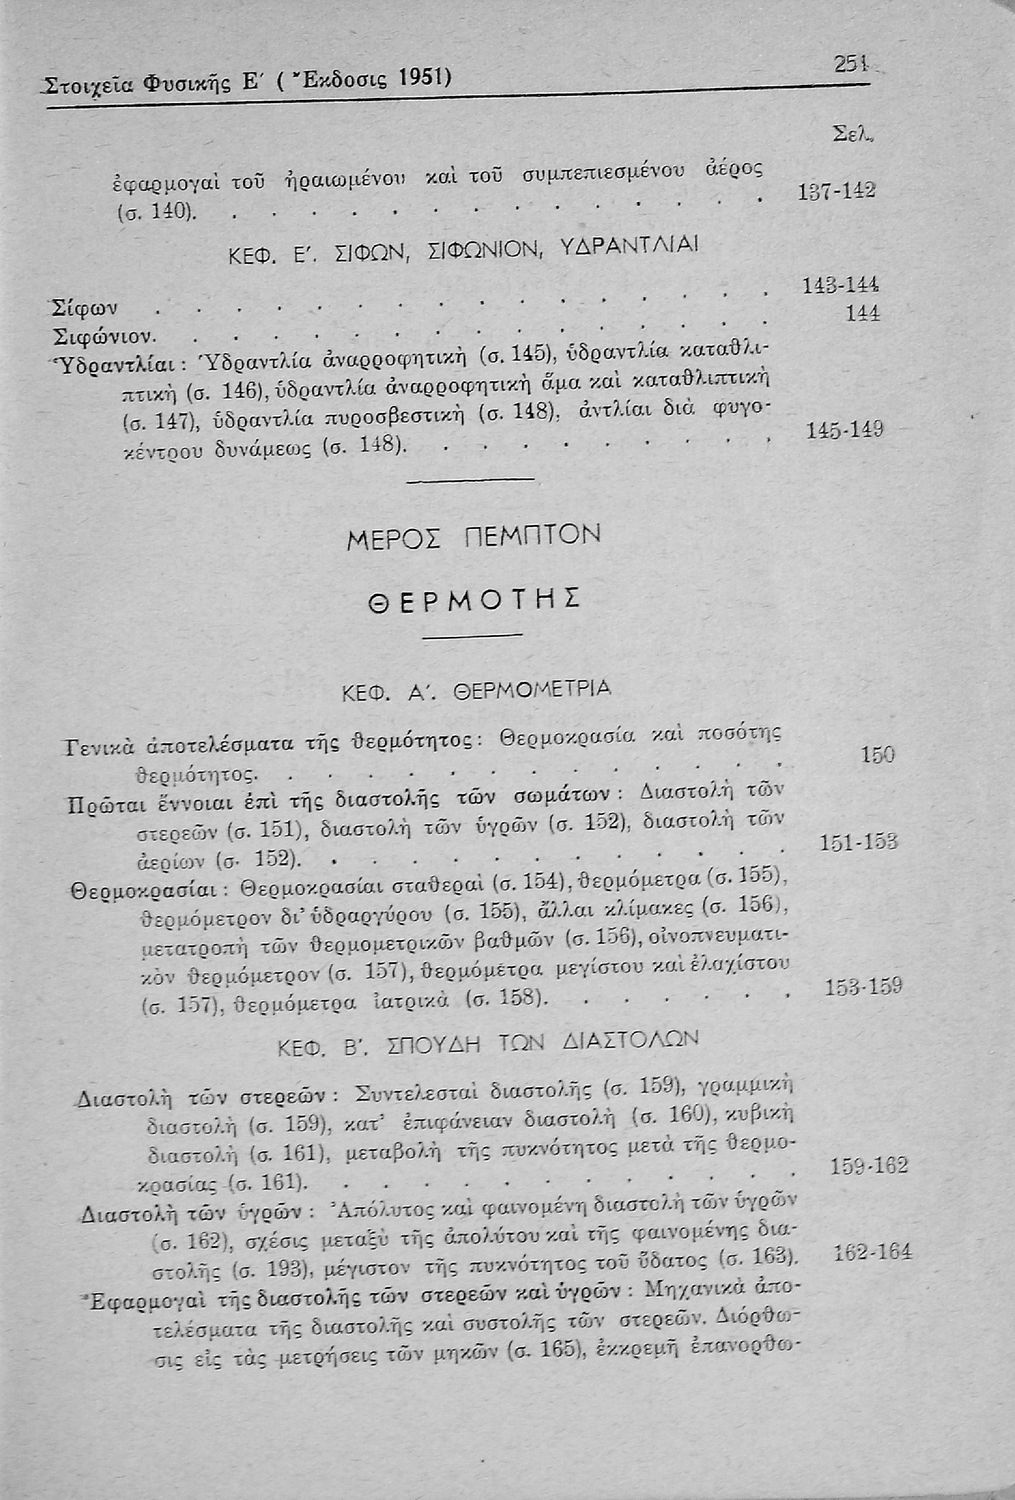 Στοιχεῖα Φυσικῆς Ε΄ (Ἔκδοσις 1951)
251
Σελ.
ἐφαρμογαὶ τοῦ ἠραιωμένου καὶ τοῦ συμπεπιεσμένου ἀέρος
(σ. 140). . . . . . . . . . . . . . . 137-142
ΚΕΦ. Ε΄. ΣΙΦΩΝ, ΣΙΦΩΝΙΟΝ, ΥΔΡΑΝΤΛΙΑΙ
Σίφων . . . . . . . . . . . . . . . . 143-144
Σιφώνιον. . . . . . . . . . . . . . . . 144
Ὑδραντλίαι : Ὑδραντλία ἀναρροφητικὴ (σ. 145), ὑδραντλία καταθλι-
πτικὴ (σ. 146), ὑδραντλία ἀναρροφητικὴ ἅμα καὶ καταθλιπτικὴ
(σ. 147), ὑδραντλία πυροσβεστικὴ (σ. 148), ἀντλίαι διὰ φυγο-
κέντρου δυνάμεως (σ. 148). . . . . . . . . . 145-149
ΜΕΡΟΣ ΠΕΜΠΤΟΝ
ΘΕΡΜΟΤΗΣ
ΚΕΦ. Α΄. ΘΕΡΜΟΜΕΤΡΙΑ
Γενικὰ ἀποτελέσματα τῆς θερμότητος : Θερμοκρασία καὶ ποσότης
θερμότητος. . . . . . . . . . . . . . 150
Πρῶται ἔννοιαι ἐπὶ τῆς διαστολῆς τῶν σωμάτων : Διαστολὴ τῶν
στερεῶν (σ. 151), διαστολὴ τῶν ὑγρῶν (σ. 152), διαστολὴ τῶν
ἀερίων (σ. 152). . . . . . . . . . . . . 151-153
Θερμοκρασίαι : Θερμοκρασίαι σταθεραὶ (σ. 154), θερμόμετρα (σ. 155),
θερμόμετρον δι' ὑδραργύρου (σ. 155), ἄλλαι κλίμακες (σ. 156),
μετατροπὴ τῶν θερμομετρικῶν βαθμῶν (σ. 156), οἰνοπνευματι-
κὸν θερμόμετρον (σ. 157), θερμόμετρα μεγίστου καὶ ἐλαχίστου
(σ. 157), θερμόμετρα ἰατρικὰ (σ. 158). . . . . . . 153-159
ΚΕΦ. Β΄. ΣΠΟΥΔΗ ΤΩΝ ΔΙΑΣΤΟΛΩΝ
Διαστολὴ τῶν στερεῶν : Συντελεσταὶ διαστολῆς (σ. 159), γραμμικὴ
διαστολὴ (σ. 159), κατ' ἐπιφάνειαν διαστολὴ (σ. 160), κυβικὴ
διαστολὴ (σ. 161), μεταβολὴ τῆς πυκνότητος μετὰ τῆς θερμο-
κρασίας (σ. 161). . . . . . . . . . . . . 159-162
Διαστολὴ τῶν ὑγρῶν : Ἀπόλυτος καὶ φαινομένη διαστολὴ τῶν ὑγρῶν
(σ. 162), σχέσις μεταξὺ τῆς ἀπολύτου καὶ τῆς φαινομένης δια-
στολῆς (σ. 193), μέγιστον τῆς πυκνότητος τοῦ ὕδατος (σ. 163). 162-164
Ἐφαρμογαὶ τῆς διαστολῆς τῶν στερεῶν καὶ ὑγρῶν : Μηχανικὰ ἀπο-
τελέσματα τῆς διαστολῆς καὶ συστολῆς τῶν στερεῶν. Διόρθω-
σις εἰς τὰς μετρήσεις τῶν μηκῶν (σ. 165), ἐκκρεμῆ ἐπανορθω-